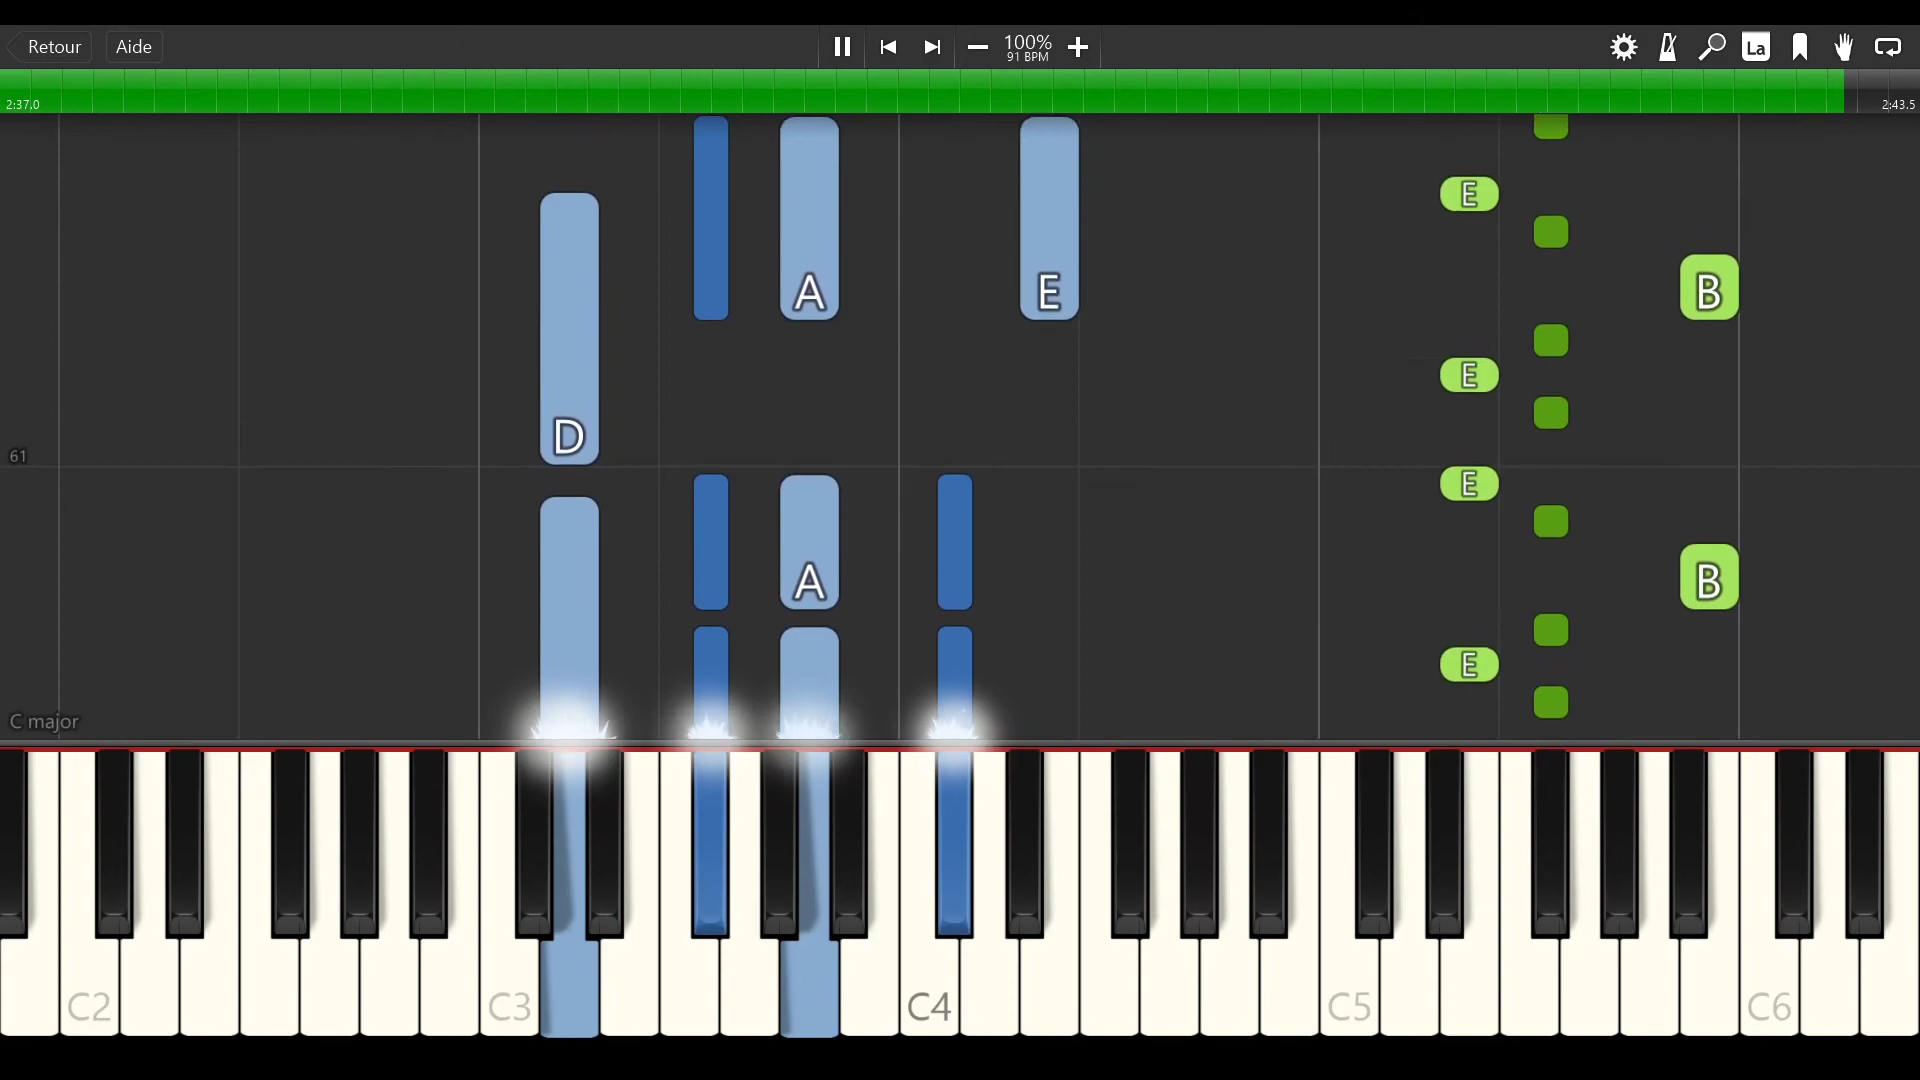 Retour
Aide
100%
91 BPM
La
2:37,0
2:43.5
E
A
E
B
E
D
61
E
A
B
E
C major
C2
C3
C4
C5
C6